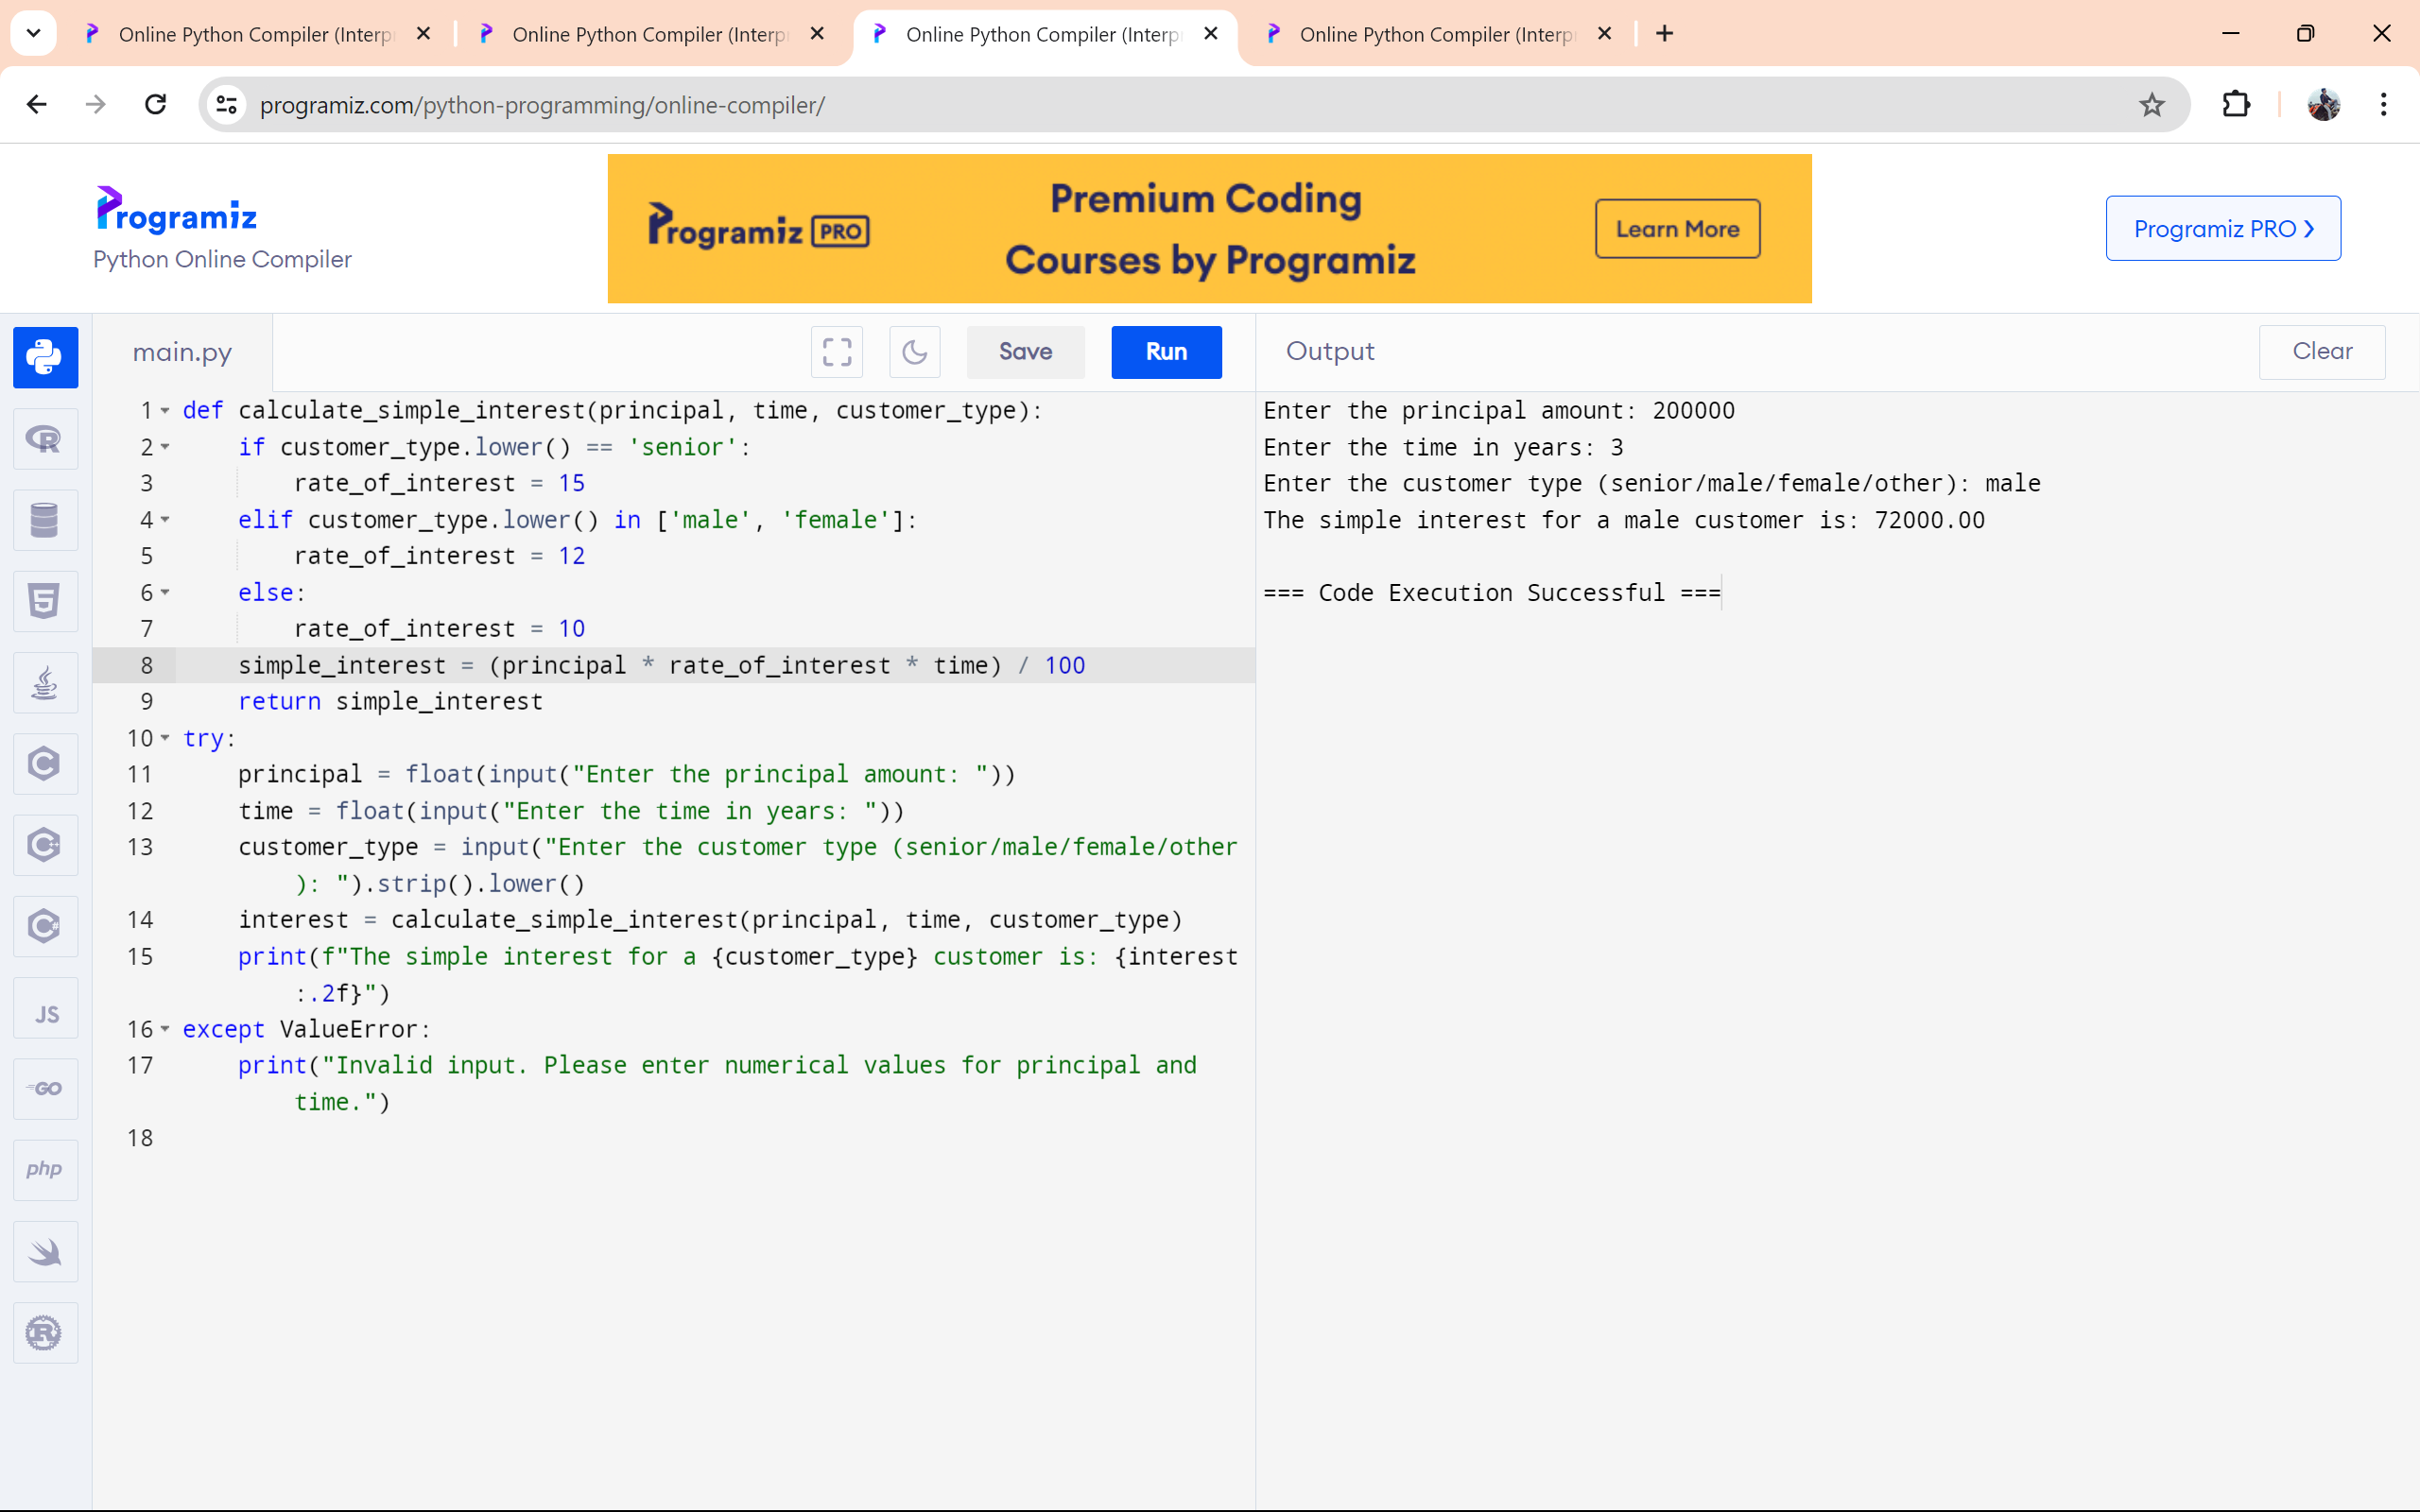 Online Python Compiler (Interp
Online Python Compiler (Interp
Online Python Compiler (Interp
Online Python Compiler (Interp
programiz.com/python-programming/online-compiler/
Programiz
Python Online Compiler
Programiz PRO
Premium Coding
Courses by Programiz
Learn More
Programiz PRO
main.py
Save
Run
Output
Clear
1 def calculate_simple_interest(principal, time, customer_type):
2     if customer_type.lower() == 'senior':
3         rate_of_interest = 15
4     elif customer_type.lower() in ['male', 'female']:
5         rate_of_interest = 12
6     else:
7         rate_of_interest = 10
8     simple_interest = (principal * rate_of_interest * time) / 100
9     return simple_interest
10 try:
11     principal = float(input("Enter the principal amount: "))
12     time = float(input("Enter the time in years: "))
13     customer_type = input("Enter the customer type (senior/male/female/other
): ").strip().lower()
14     interest = calculate_simple_interest(principal, time, customer_type)
15     print(f"The simple interest for a {customer_type} customer is: {interest
:.2f}")
16 except ValueError:
17     print("Invalid input. Please enter numerical values for principal and
time.")
18
Enter the principal amount: 200000
Enter the time in years: 3
Enter the customer type (senior/male/female/other): male
The simple interest for a male customer is: 72000.00
=== Code Execution Successful ===
R
5
C
C++
C#
JS
GO
php
R